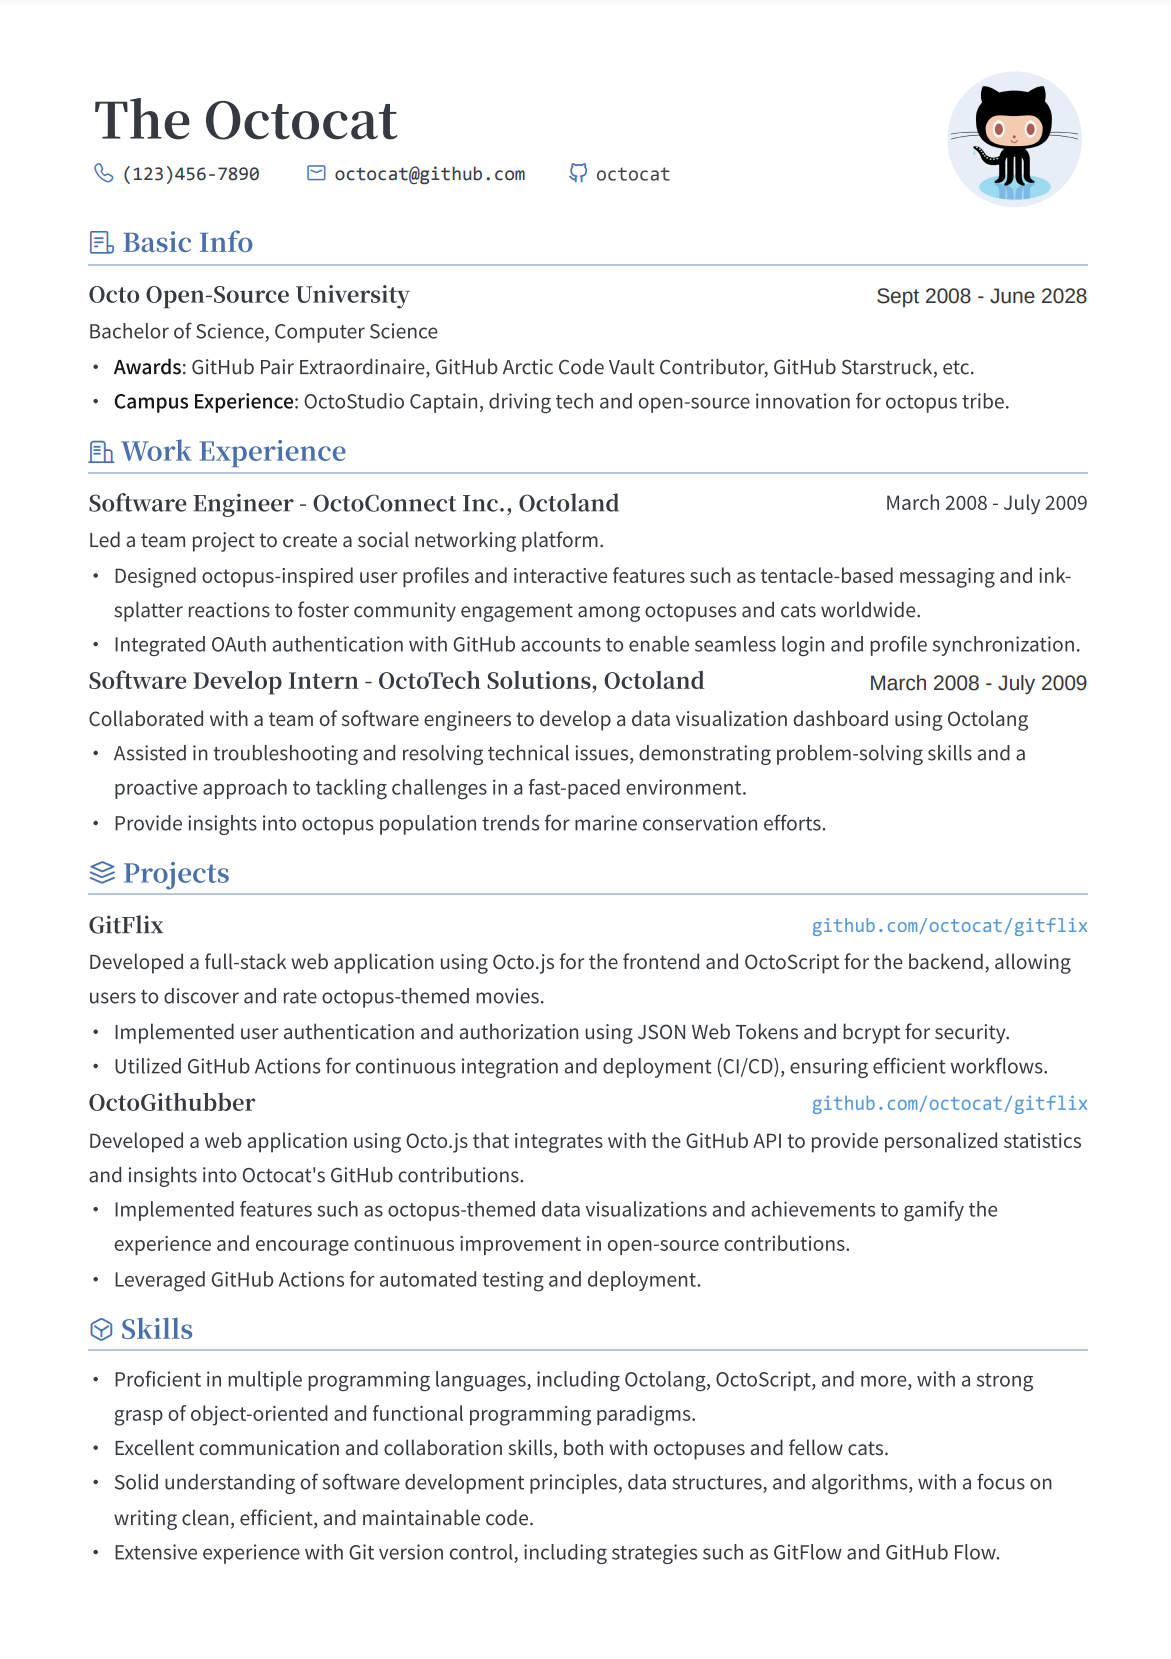 The Octocat
(123)456-7890 octocat@github.com octocat
Basic Info
Octo Open-Source University Sept 2008 - June 2028
Bachelor of Science, Computer Science
• Awards: GitHub Pair Extraordinaire, GitHub Arctic Code Vault Contributor, GitHub Starstruck, etc.
• Campus Experience: OctoStudio Captain, driving tech and open-source innovation for octopus tribe.
Work Experience
Software Engineer - OctoConnect Inc., Octoland March 2008 - July 2009
Led a team project to create a social networking platform.
• Designed octopus-inspired user profiles and interactive features such as tentacle-based messaging and ink-
splatter reactions to foster community engagement among octopuses and cats worldwide.
• Integrated OAuth authentication with GitHub accounts to enable seamless login and profile synchronization.
Software Develop Intern - OctoTech Solutions, Octoland March 2008 - July 2009
Collaborated with a team of software engineers to develop a data visualization dashboard using Octolang
• Assisted in troubleshooting and resolving technical issues, demonstrating problem-solving skills and a
proactive approach to tackling challenges in a fast-paced environment.
• Provide insights into octopus population trends for marine conservation efforts.
Projects
GitFlix github.com/octocat/gitflix
Developed a full-stack web application using Octo.js for the frontend and OctoScript for the backend, allowing
users to discover and rate octopus-themed movies.
• Implemented user authentication and authorization using JSON Web Tokens and bcrypt for security.
• Utilized GitHub Actions for continuous integration and deployment (CI/CD), ensuring efficient workflows.
OctoGithubber github.com/octocat/gitflix
Developed a web application using Octo.js that integrates with the GitHub API to provide personalized statistics
and insights into Octocat's GitHub contributions.
• Implemented features such as octopus-themed data visualizations and achievements to gamify the
experience and encourage continuous improvement in open-source contributions.
• Leveraged GitHub Actions for automated testing and deployment.
Skills
• Proficient in multiple programming languages, including Octolang, OctoScript, and more, with a strong
grasp of object-oriented and functional programming paradigms.
• Excellent communication and collaboration skills, both with octopuses and fellow cats.
• Solid understanding of software development principles, data structures, and algorithms, with a focus on
writing clean, efficient, and maintainable code.
• Extensive experience with Git version control, including strategies such as GitFlow and GitHub Flow.